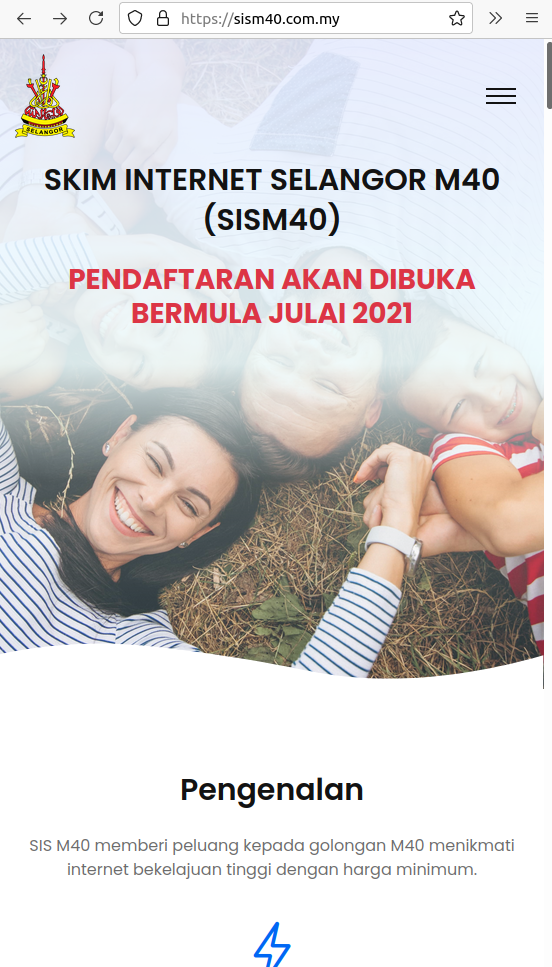 https://sism40.com.my
SELANGOR
SKIM INTERNET SELANGOR M40
(SISM40)
PENDAFTARAN AKAN DIBUKA
BERMULA JULAI 2021
Pengenalan
SIS M40 memberi peluang kepada golongan M40 menikmati
internet bekelajuan tinggi dengan harga minimum.